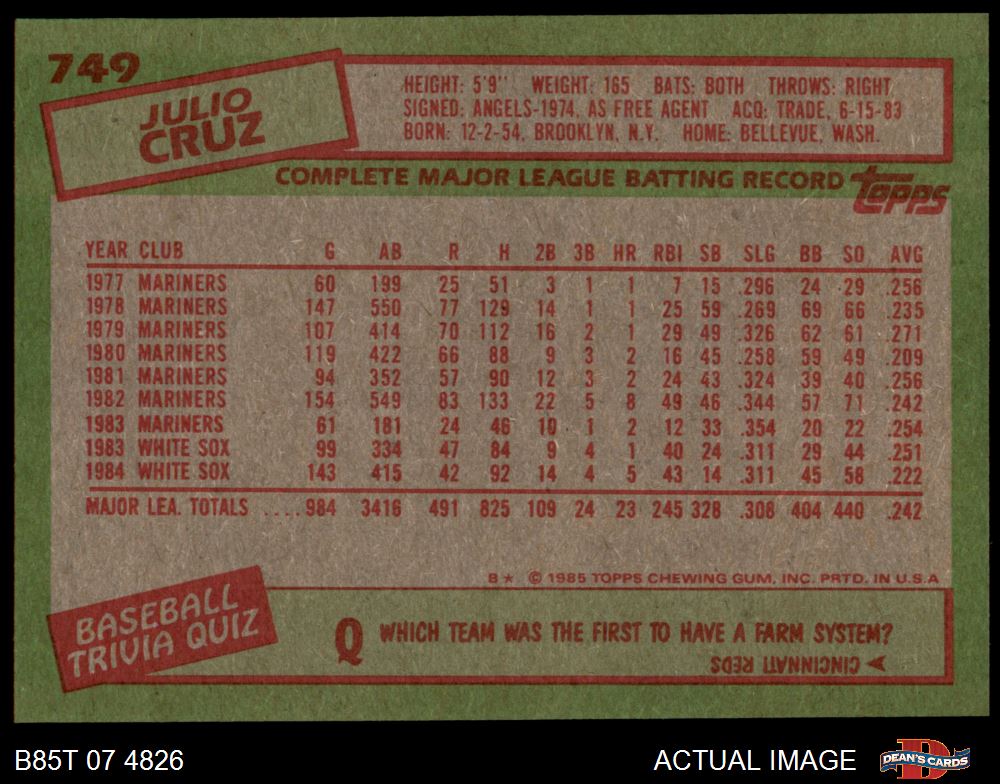 749
JULIO
CRUZ
HEIGHT: 5'9" WEIGHT: 165 BATS: BOTH THROWS: RIGHT
SIGNED: ANGELS-1974, AS FREE AGENT ACQ: TRADE, 6-15-83
BORN: 12-2-54, BROOKLYN, N.Y. HOME: BELLEVUE, WASH.
COMPLETE MAJOR LEAGUE BATTING RECORD topps
YEAR CLUB G AB R H 2B 3B HR RBI SB SLG BB SO AVG
1977 MARINERS 60 199 25 51 3 1 1 7 15 .296 24 29 .256
1978 MARINERS 147 550 77 129 14 1 1 25 59 .269 69 66 .235
1979 MARINERS 107 414 70 112 16 2 1 29 49 .326 62 61 .271
1980 MARINERS 119 422 66 88 9 3 2 16 45 .258 59 49 .209
1981 MARINERS 94 352 57 90 12 3 2 24 43 .324 39 40 .256
1982 MARINERS 154 549 83 133 22 5 8 49 46 .344 57 71 .242
1983 MARINERS 61 181 24 46 10 1 2 12 33 .354 20 22 .254
1983 WHITE SOX 99 334 47 84 9 4 1 40 24 .311 29 44 .251
1984 WHITE SOX 143 415 42 92 14 4 5 43 14 .311 45 58 .222
MAJOR LEA. TOTALS ....984 3416 491 825 109 24 23 245 328 .308 404 440 .242
B* © 1985 TOPPS CHEWING GUM, INC. PRTD. IN U.S.A
BASEBALL
TRIVIA QUIZ
Q WHICH TEAM WAS THE FIRST TO HAVE A FARM SYSTEM?
CINCINNATI REDS
B85T 07 4826
ACTUAL IMAGE
D
DEAN'S CARDS